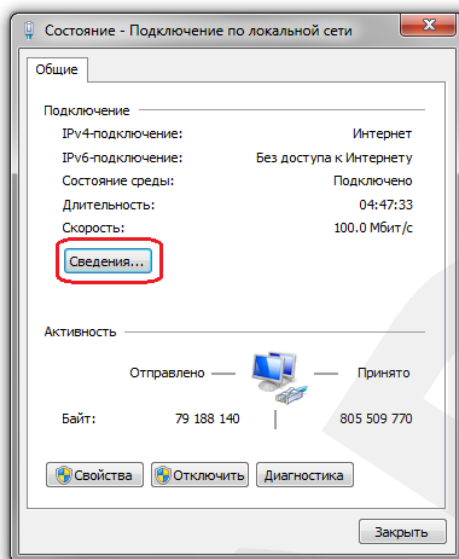 Состояние - Подключение по локальной сети
Общие
Подключение
IPv4-подключение: Интернет
IPv6-подключение: Без доступа к Интернету
Состояние среды: Подключено
Длительность: 04:47:33
Скорость: 100.0 Мбит/с
Сведения...
Активность
Отправлено — Принято
Байт: 79 188 140 | 805 509 770
Свойства Отключить Диагностика
Закрыть